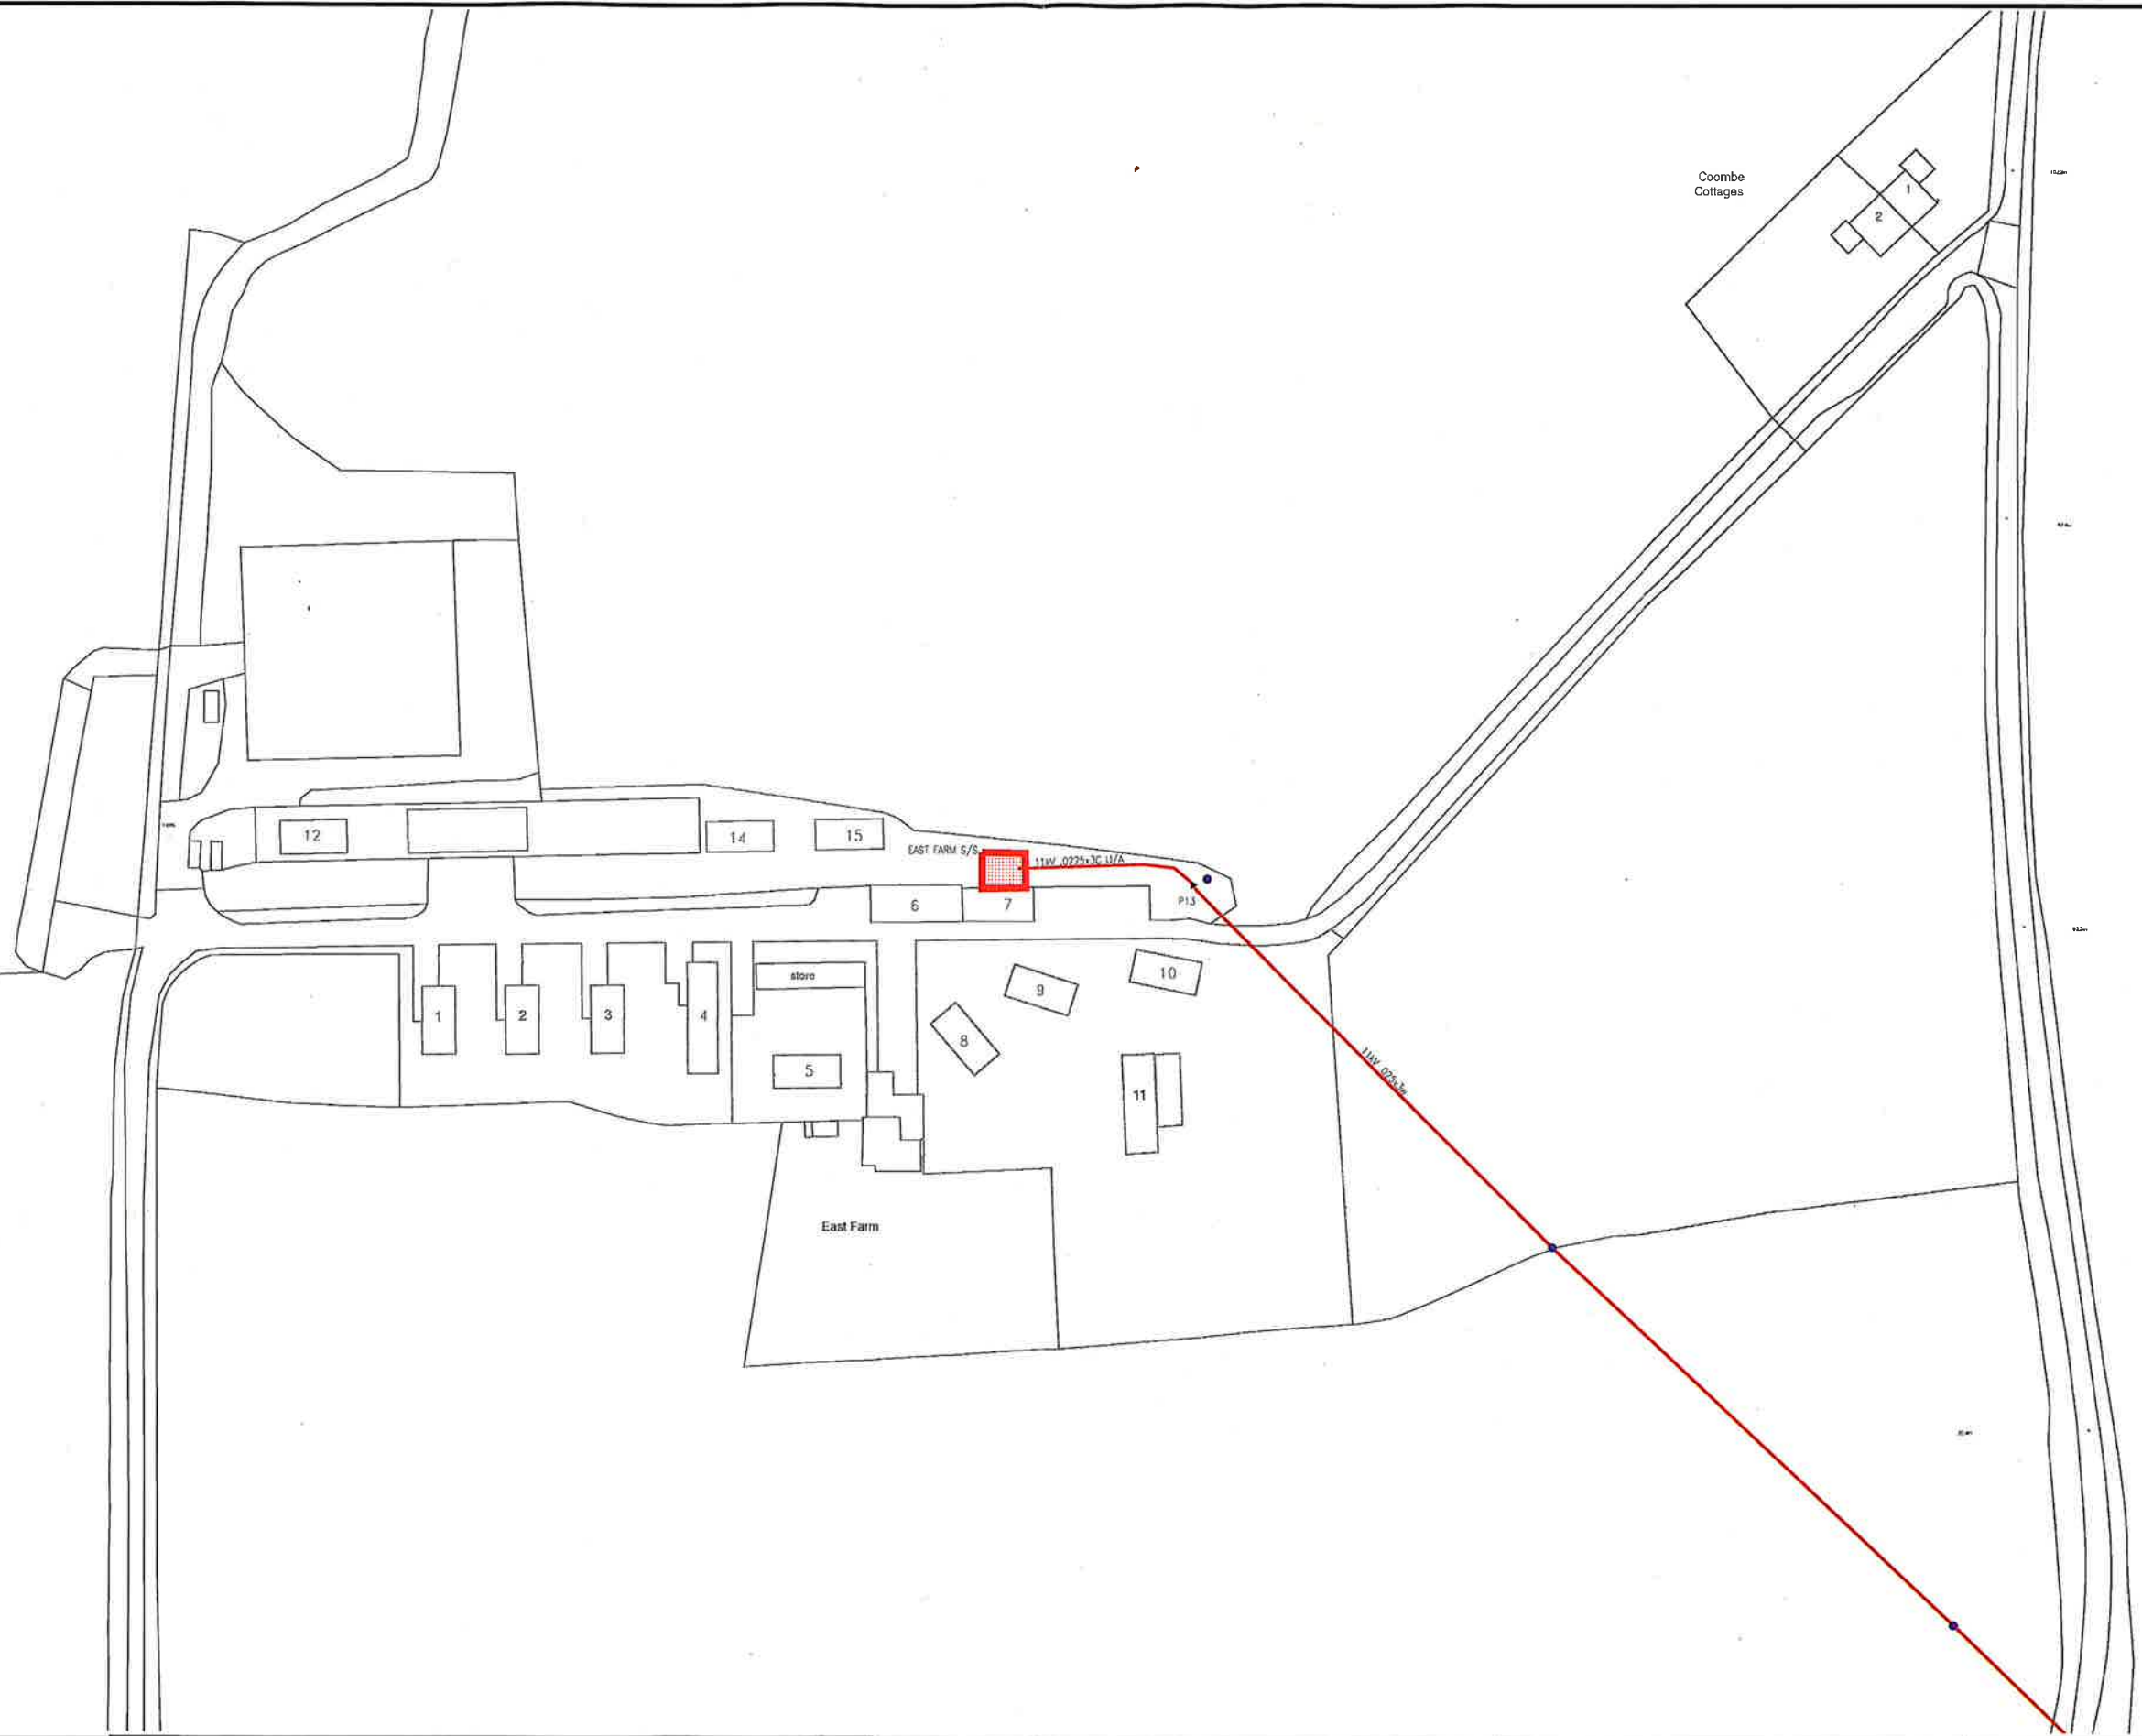 Coombe
Cottages
1
2
12
14
15
EAST FARM S/S
11kV .0225x3C U/A
P13
6
7
store
10
9
1
2
3
4
8
5
11
11kV .025x3w
East Farm